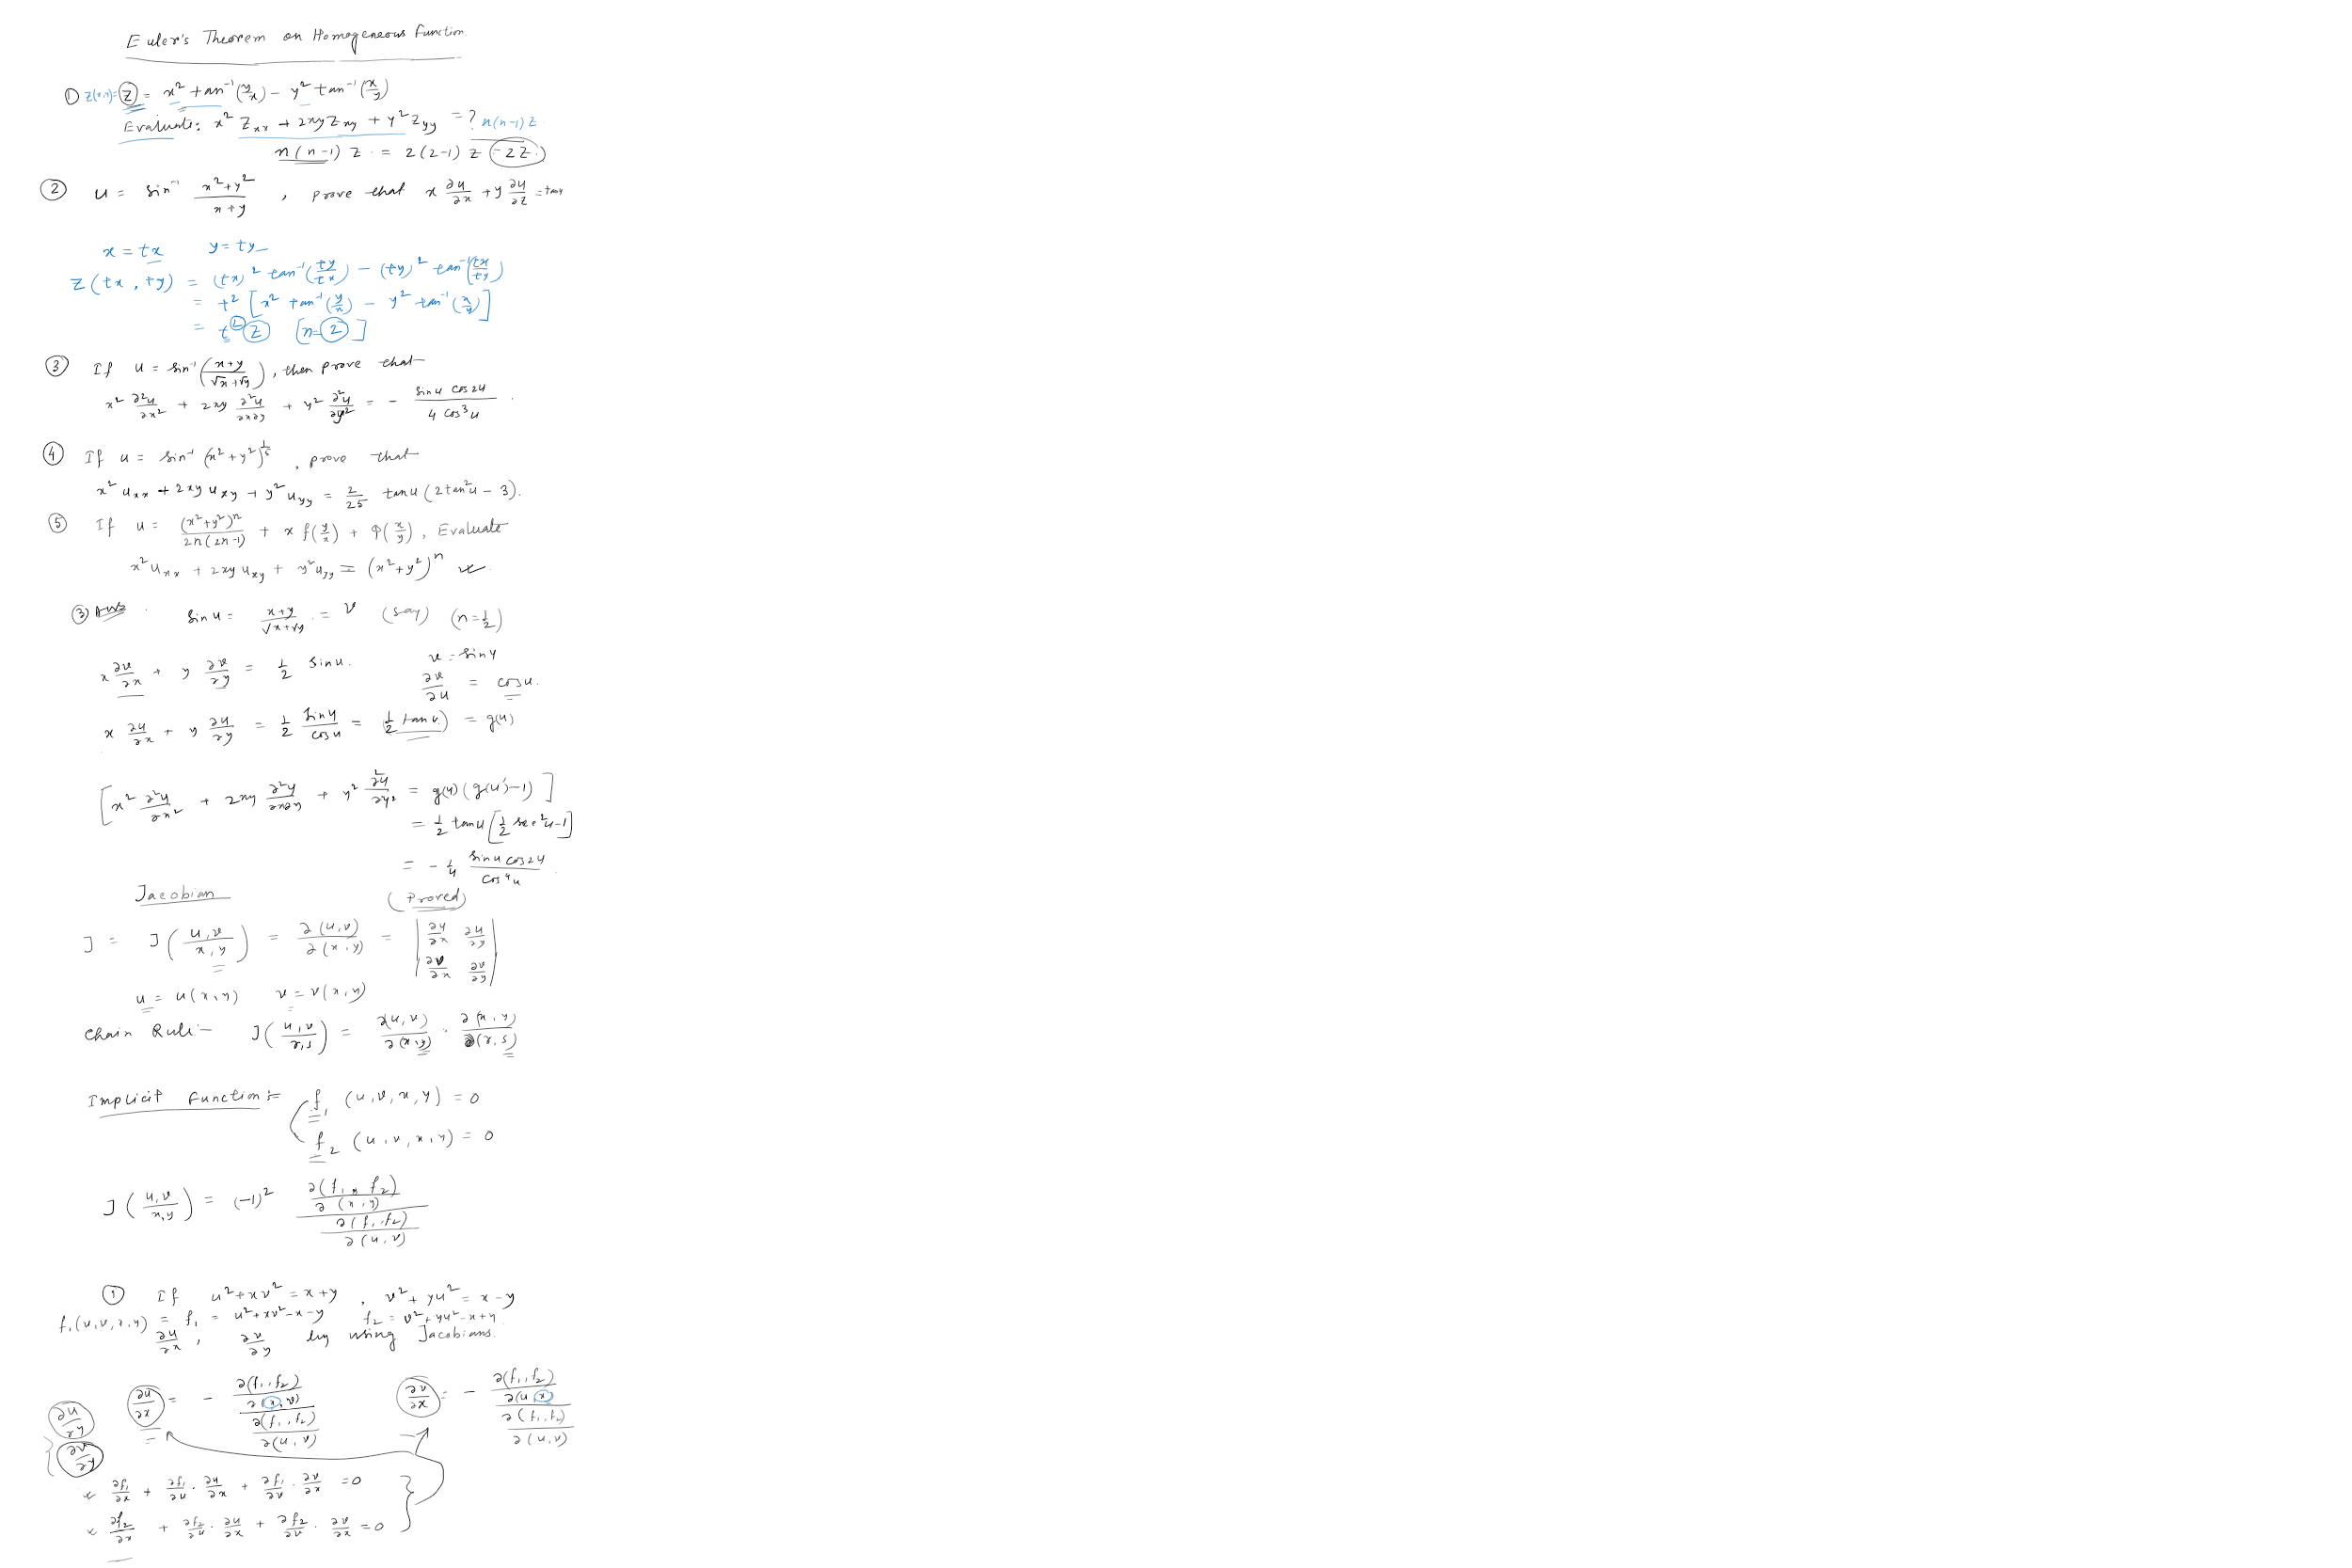 Euler's Theorem on Homogeneous Function.
① z(x,y)= z = x² tan⁻¹(y/x) − y² tan⁻¹(x/y)
Evaluate: x² Zxx + 2xy Zxy + y² Zyy = ? n(n-1) z
n(n-1) z = 2(2-1) z = 2z.
② u = sin⁻¹ (x²+y²)/(x+y) , prove that x ∂u/∂x + y ∂u/∂z = tan u
x = tx y = ty
z(tx, ty) = (tx)² tan⁻¹(ty/tx) − (ty)² tan⁻¹(tx/ty)
= t² [x² tan⁻¹(y/x) − y² tan⁻¹(x/y)]
= t² z [n=2]
③ If u = sin⁻¹((x+y)/(√x+√y)), then prove that
x² ∂²u/∂x² + 2xy ∂²u/∂x∂y + y² ∂²u/∂y² = − sin u cos 2u / 4 cos³u .
④ If u = sin⁻¹ (x²+y²)^(1/5) , prove that
x² uxx + 2xy uxy + y² uyy = 2/25 tan u (2tan²u − 3).
⑤ If u = (x²+y²)ⁿ/(2n(2n-1)) + x f(y/x) + φ(x/y), Evaluate
x² uxx + 2xy uxy + y² uyy = (x²+y²)ⁿ
③ Ans. sin u = (x+y)/(√x+√y) = v (say) (n=1/2)
x ∂v/∂x + y ∂v/∂y = 1/2 sin u. v = sin u
∂v/∂u = cos u.
x ∂u/∂x + y ∂u/∂y = 1/2 sin u/cos u = (1/2 tan u) = g(u)
[x² ∂²u/∂x² + 2xy ∂²u/∂x∂y + y² ∂²u/∂y² = g(u)(g(u)'−1)]
= 1/2 tan u [1/2 sec²u−1]
= − 1/4 sin u cos 2u / cos⁴u .
Jacobian (Proved)
J = J(u,v / x,y) = ∂(u,v)/∂(x,y) = | ∂u/∂x ∂u/∂y |
| ∂v/∂x ∂v/∂y |
u = u(x,y) v = v(x,y)
Chain Rule:- J(u,v / r,s) = ∂(u,v)/∂(x,y) · ∂(x,y)/∂(r,s)
Implicit Function:- f₁ (u,v,x,y) = 0
f₂ (u,v,x,y) = 0
J(u,v / x,y) = (−1)² ∂(f₁, f₂)/∂(x,y) / ∂(f₁,f₂)/∂(u,v)
① If u²+xv² = x+y , v²+yu² = x−y
f₁(u,v,x,y) = f₁ = u²+xv²−x−y f₂ = v²+yu²−x+y
∂u/∂x , ∂v/∂y by using Jacobians.
∂u/∂x = − ∂(f₁,f₂)/∂(x,v) / ∂(f₁,f₂)/∂(u,v) ∂v/∂x = − ∂(f₁,f₂)/∂(u,x) / ∂(f₁,f₂)/∂(u,v)
∂u/∂y
∂v/∂y
∂f₁/∂x + ∂f₁/∂u · ∂u/∂x + ∂f₁/∂v · ∂v/∂x = 0
∂f₂/∂x + ∂f₂/∂u · ∂u/∂x + ∂f₂/∂v · ∂v/∂x = 0